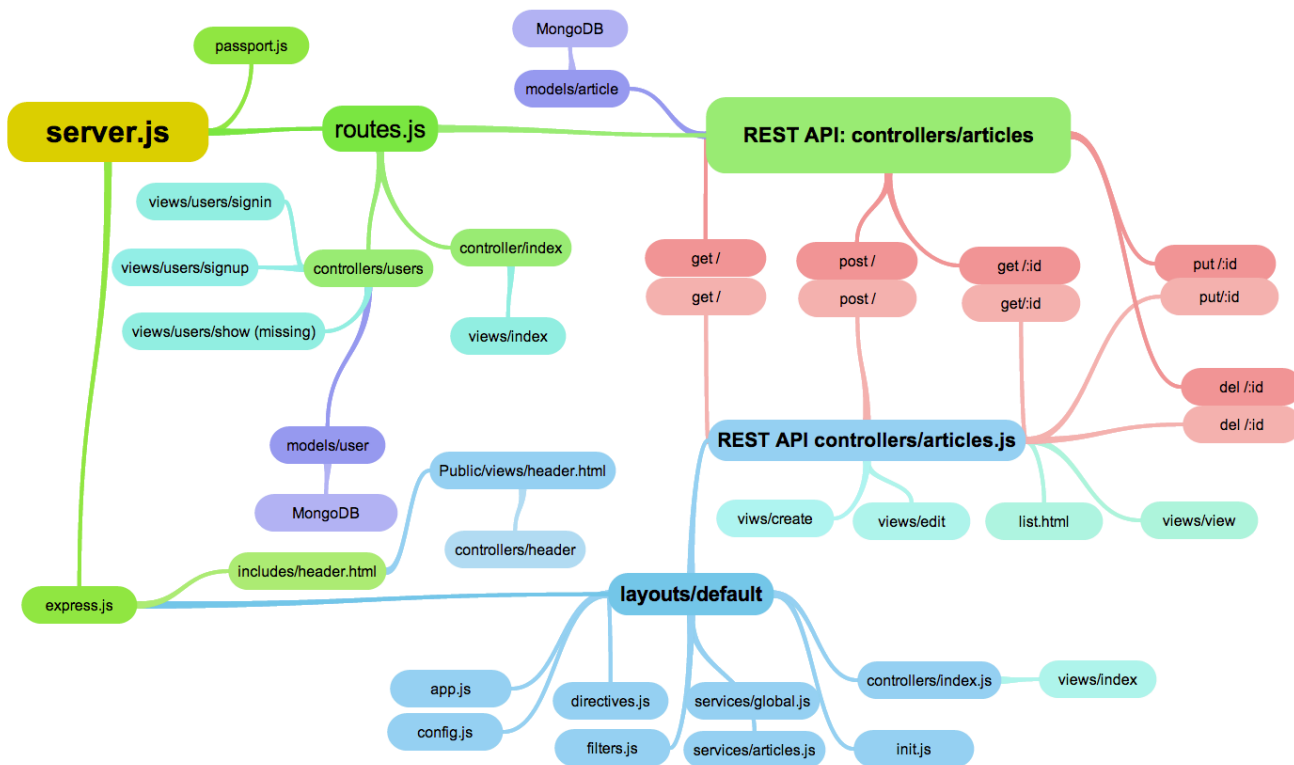 MongoDB
passport.js
models/article
server.js
routes.js
REST API: controllers/articles
views/users/signin
controller/index
get /
post /
get /:id
put /:id
views/users/signup
controllers/users
get /
post /
get/:id
put/:id
views/users/show (missing)
views/index
del /:id
del /:id
models/user
REST API controllers/articles.js
Public/views/header.html
MongoDB
viws/create
views/edit
list.html
views/view
controllers/header
includes/header.html
express.js
layouts/default
app.js
directives.js
services/global.js
controllers/index.js
views/index
config.js
filters.js
services/articles.js
init.js